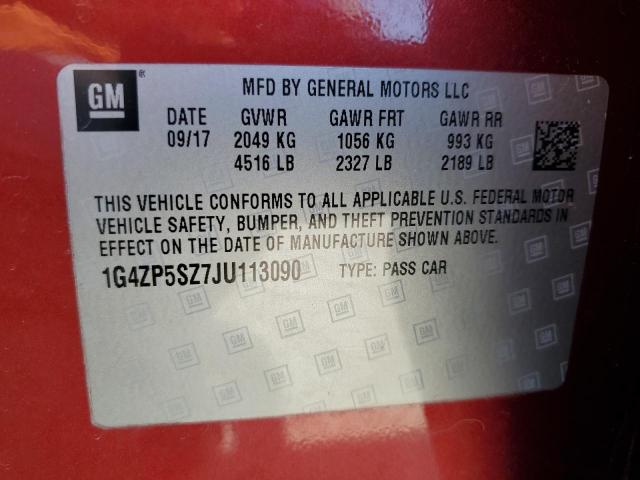 GM ®
MFD BY GENERAL MOTORS LLC
DATE GVWR GAWR FRT GAWR RR
09/17 2049 KG 1056 KG 993 KG
4516 LB 2327 LB 2189 LB
THIS VEHICLE CONFORMS TO ALL APPLICABLE U.S. FEDERAL MOTOR
VEHICLE SAFETY, BUMPER, AND THEFT PREVENTION STANDARDS IN
EFFECT ON THE DATE OF MANUFACTURE SHOWN ABOVE.
1G4ZP5SZ7JU113090 TYPE: PASS CAR